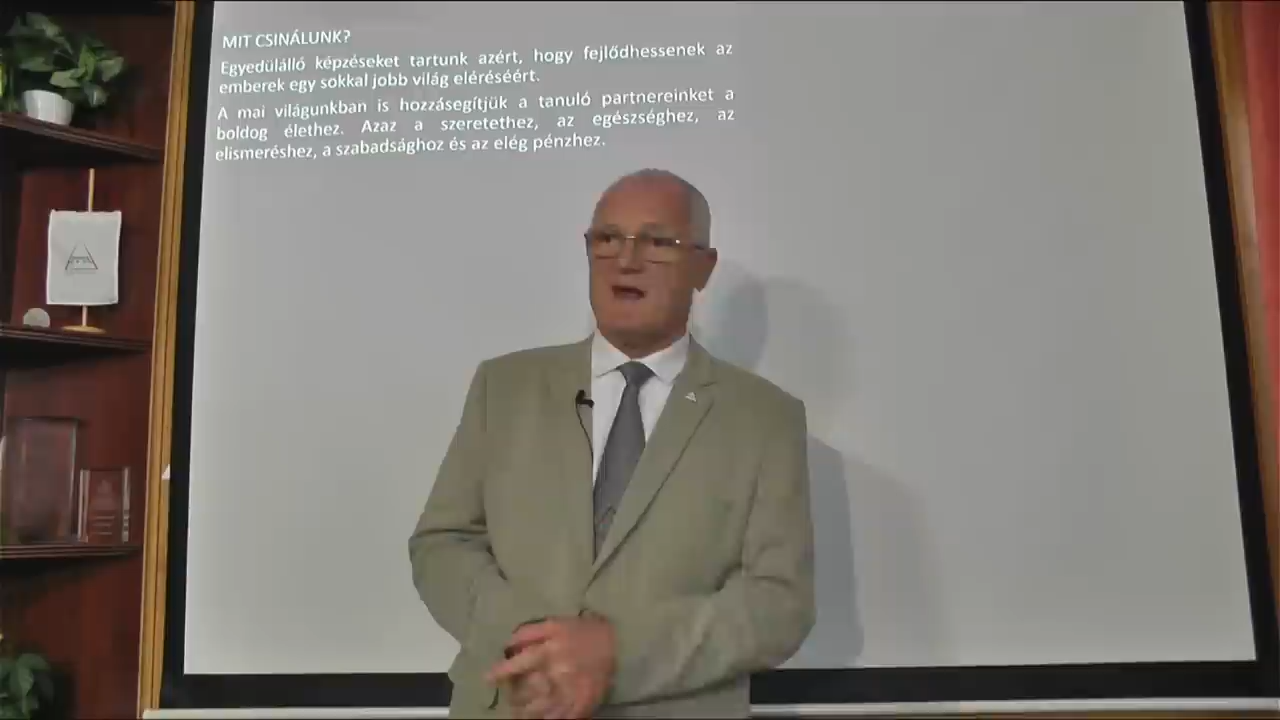 MIT CSINÁLUNK?
Egyedülálló képzéseket tartunk azért, hogy fejlődhessenek az
emberek egy sokkal jobb világ eléréséért.
A mai világunkban is hozzásegítjük a tanuló partnereinket a
boldog élethez. Azaz a szeretethez, az egészséghez, az
elismeréshez, a szabadsághoz és az elég pénzhez.